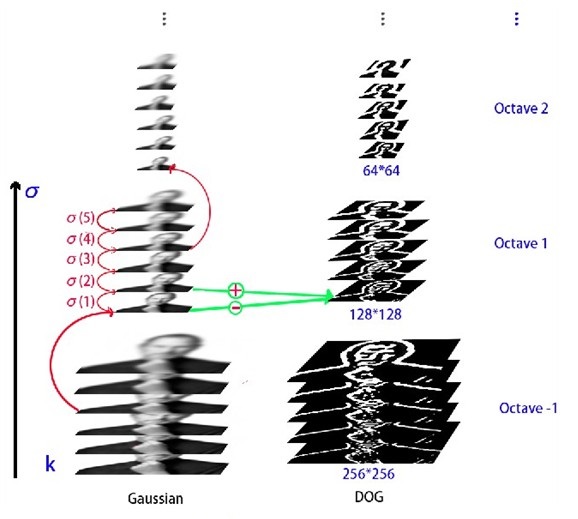 ⋮ ⋮ ⋮
Octave 2
64*64
σ
σ(5)
σ(4)
σ(3)
σ(2)
σ(1)
+
-
Octave 1
128*128
Octave -1
k
256*256
Gaussian DOG